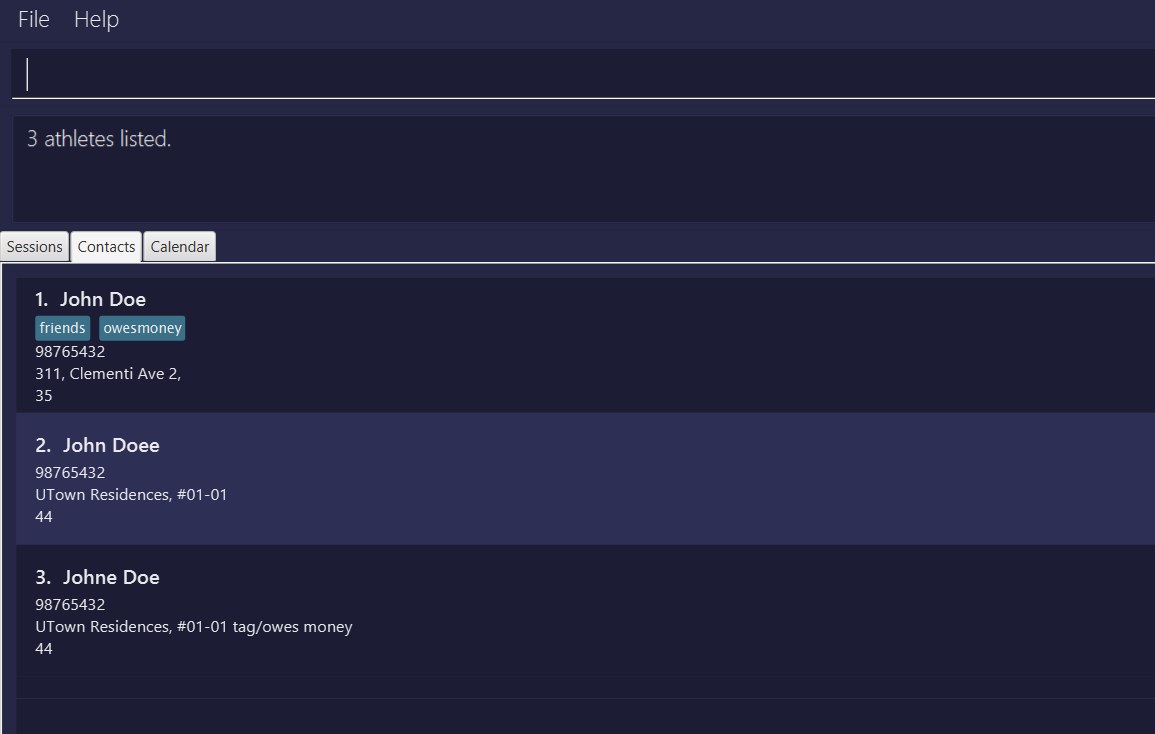 File Help
3 athletes listed.
Sessions Contacts Calendar
1. John Doe
friends owesmoney
98765432
311, Clementi Ave 2,
35
2. John Doee
98765432
UTown Residences, #01-01
44
3. Johne Doe
98765432
UTown Residences, #01-01 tag/owes money
44